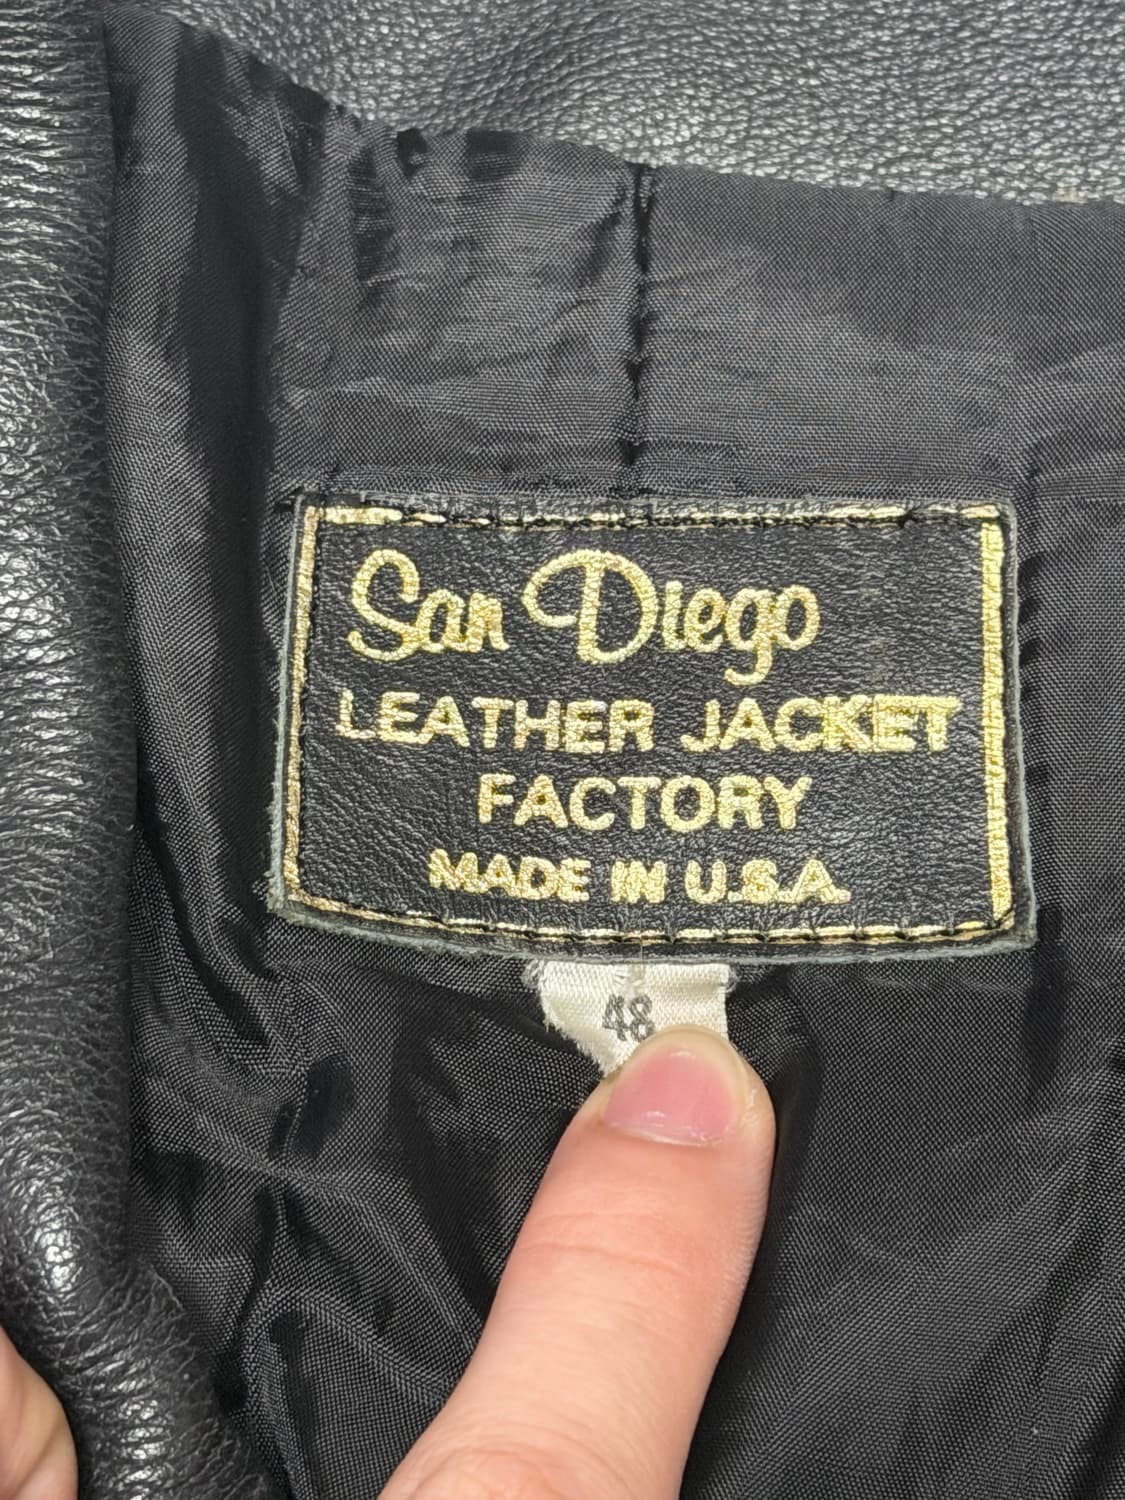 San Diego
LEATHER JACKET
FACTORY
MADE IN U.S.A.
48